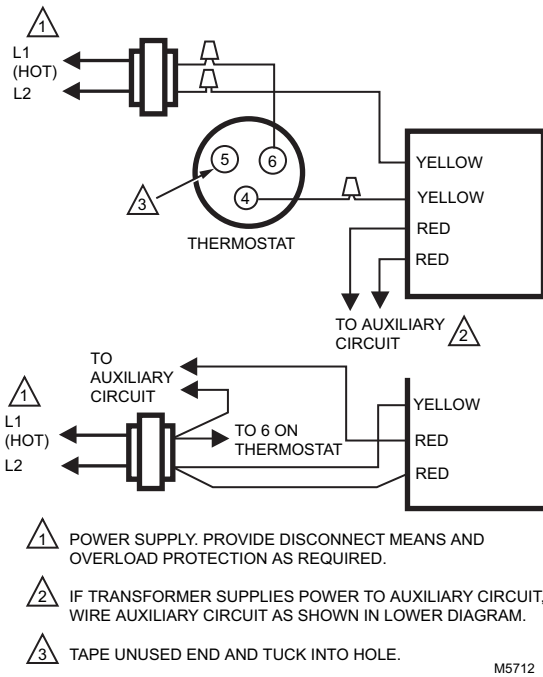 1
L1
(HOT)
L2
5
6
4
3
THERMOSTAT
YELLOW
YELLOW
RED
RED
TO AUXILIARY
CIRCUIT
2
TO
AUXILIARY
CIRCUIT
1
L1
(HOT)
L2
TO 6 ON
THERMOSTAT
YELLOW
RED
RED
1 POWER SUPPLY. PROVIDE DISCONNECT MEANS AND
OVERLOAD PROTECTION AS REQUIRED.
2 IF TRANSFORMER SUPPLIES POWER TO AUXILIARY CIRCUIT,
WIRE AUXILIARY CIRCUIT AS SHOWN IN LOWER DIAGRAM.
3 TAPE UNUSED END AND TUCK INTO HOLE.
M5712